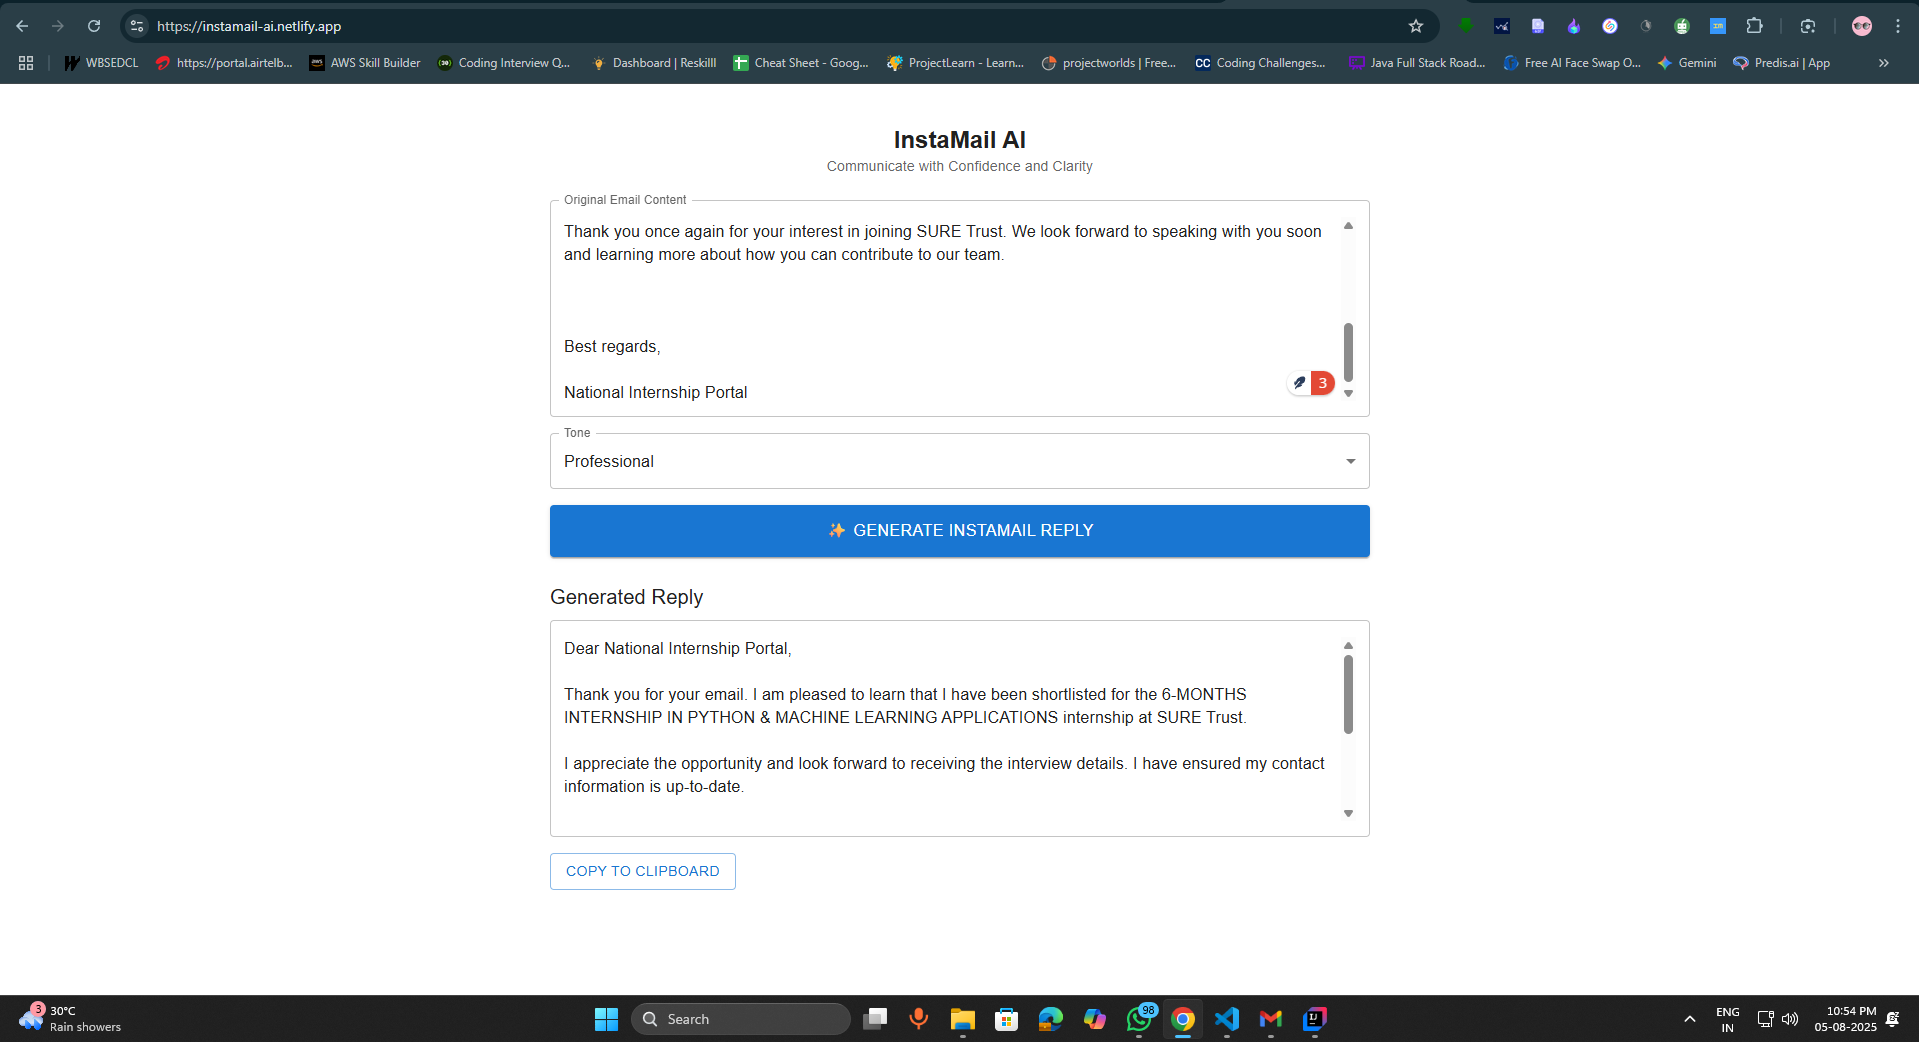 https://instamail-ai.netlify.app
WBSEDCL
https://portal.airtelb...
AWS Skill Builder
Coding Interview Q...
Dashboard | Reskilll
Cheat Sheet - Goog...
ProjectLearn - Learn...
projectworlds | Free...
CC
Coding Challenges...
Java Full Stack Road...
Free AI Face Swap O...
Gemini
Predis.ai | App
InstaMail AI
Communicate with Confidence and Clarity
Original Email Content
Thank you once again for your interest in joining SURE Trust. We look forward to speaking with you soon
and learning more about how you can contribute to our team.
Best regards,
3
National Internship Portal
Tone
Professional
✨ GENERATE INSTAMAIL REPLY
Generated Reply
Dear National Internship Portal,
Thank you for your email. I am pleased to learn that I have been shortlisted for the 6-MONTHS
INTERNSHIP IN PYTHON & MACHINE LEARNING APPLICATIONS internship at SURE Trust.
I appreciate the opportunity and look forward to receiving the interview details. I have ensured my contact
information is up-to-date.
COPY TO CLIPBOARD
3
30°C
Rain showers
Search
98
ENG
IN
10:54 PM
05-08-2025